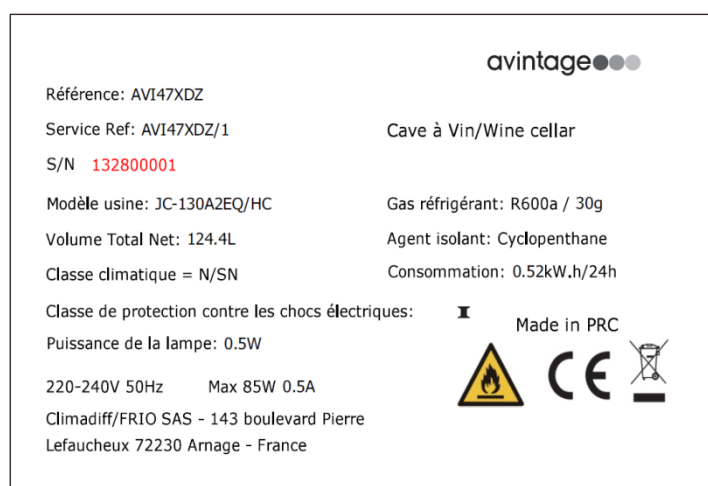 avintage
Référence: AVI47XDZ
Service Ref: AVI47XDZ/1
Cave à Vin/Wine cellar
S/N 132800001
Modèle usine: JC-130A2EQ/HC
Gas réfrigérant: R600a / 30g
Volume Total Net: 124.4L
Agent isolant: Cyclopenthane
Classe climatique = N/SN
Consommation: 0.52kW.h/24h
Classe de protection contre les chocs électriques: I
Made in PRC
Puissance de la lampe: 0.5W
CE
220-240V 50Hz Max 85W 0.5A
Climadiff/FRIO SAS - 143 boulevard Pierre
Lefaucheux 72230 Arnage - France